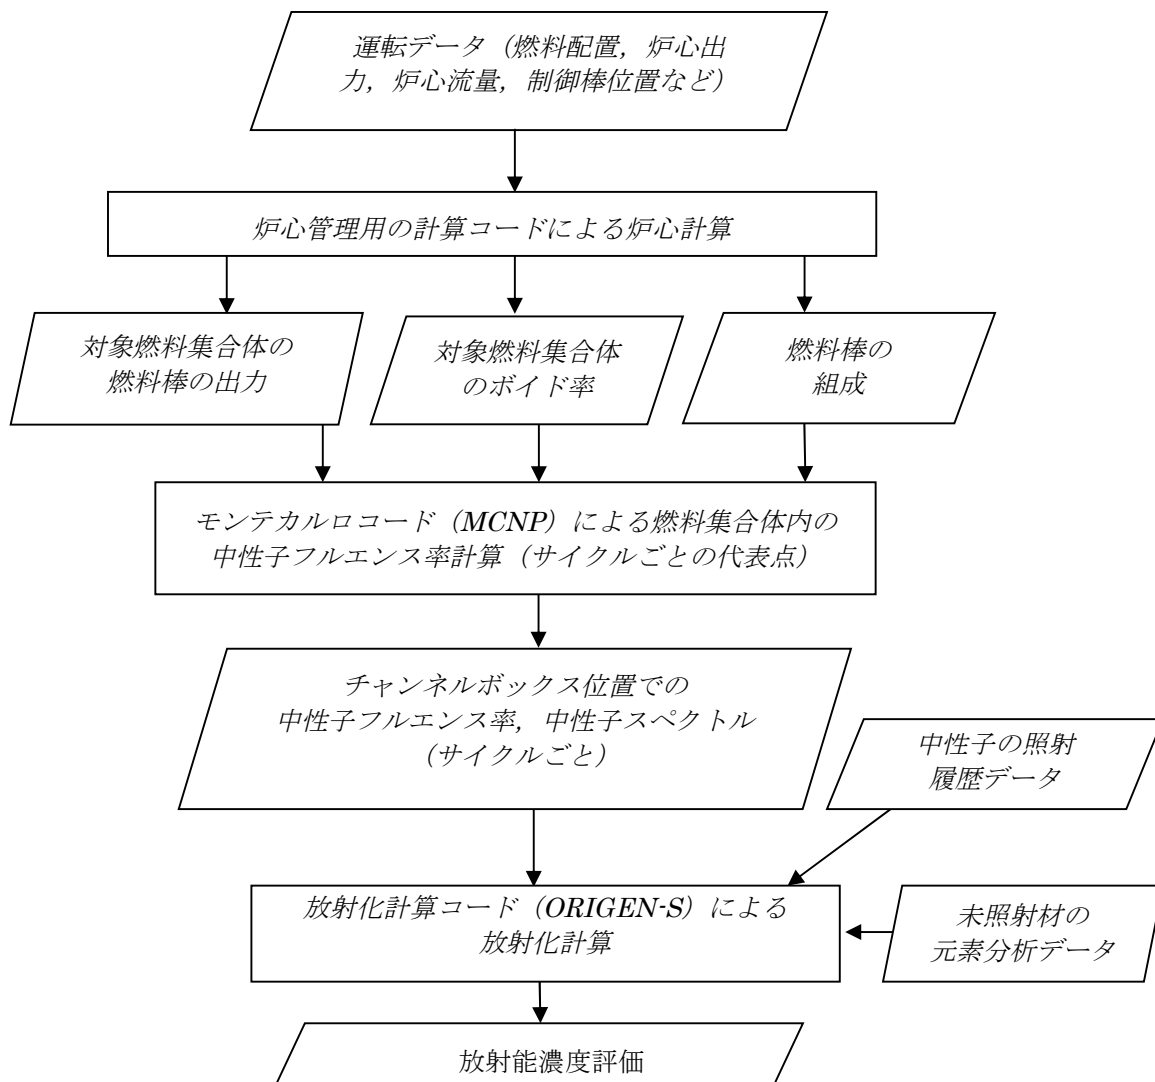 運転データ（燃料配置，炉心出
力，炉心流量，制御棒位置など）
炉心管理用の計算コードによる炉心計算
対象燃料集合体の
燃料棒の出力
対象燃料集合体
のボイド率
燃料棒の
組成
モンテカルロコード（MCNP）による燃料集合体内の
中性子フルエンス率計算（サイクルごとの代表点）
チャンネルボックス位置での
中性子フルエンス率，中性子スペクトル
（サイクルごと）
中性子の照射
履歴データ
放射化計算コード（ORIGEN-S）による
放射化計算
未照射材の
元素分析データ
放射能濃度評価